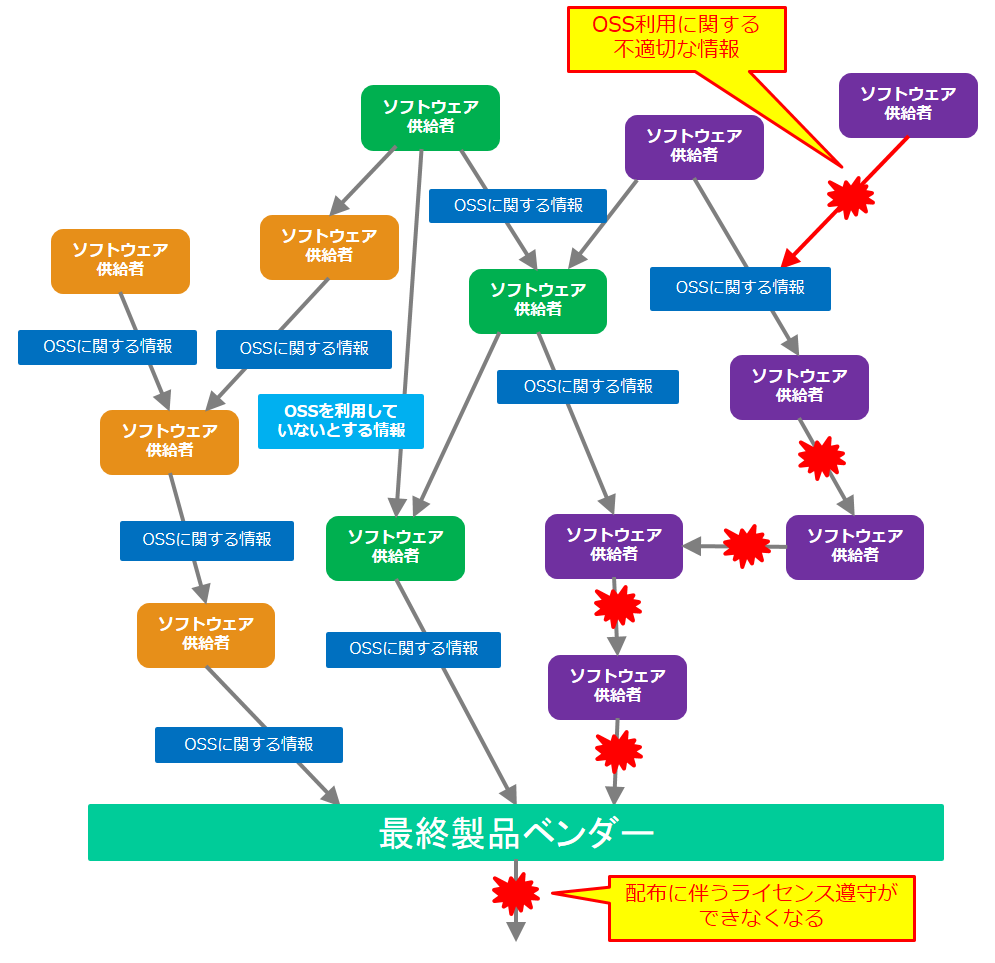 OSS利用に関する
不適切な情報
ソフトウェア
供給者
ソフトウェア
供給者
ソフトウェア
供給者
OSSに関する情報
ソフトウェア
供給者
ソフトウェア
供給者
ソフトウェア
供給者
OSSに関する情報
OSSに関する情報
OSSに関する情報
ソフトウェア
供給者
OSSに関する情報
OSSを利用して
いないとする情報
ソフトウェア
供給者
OSSに関する情報
ソフトウェア
供給者
ソフトウェア
供給者
ソフトウェア
供給者
ソフトウェア
供給者
OSSに関する情報
ソフトウェア
供給者
OSSに関する情報
最終製品ベンダー
配布に伴うライセンス遵守が
できなくなる